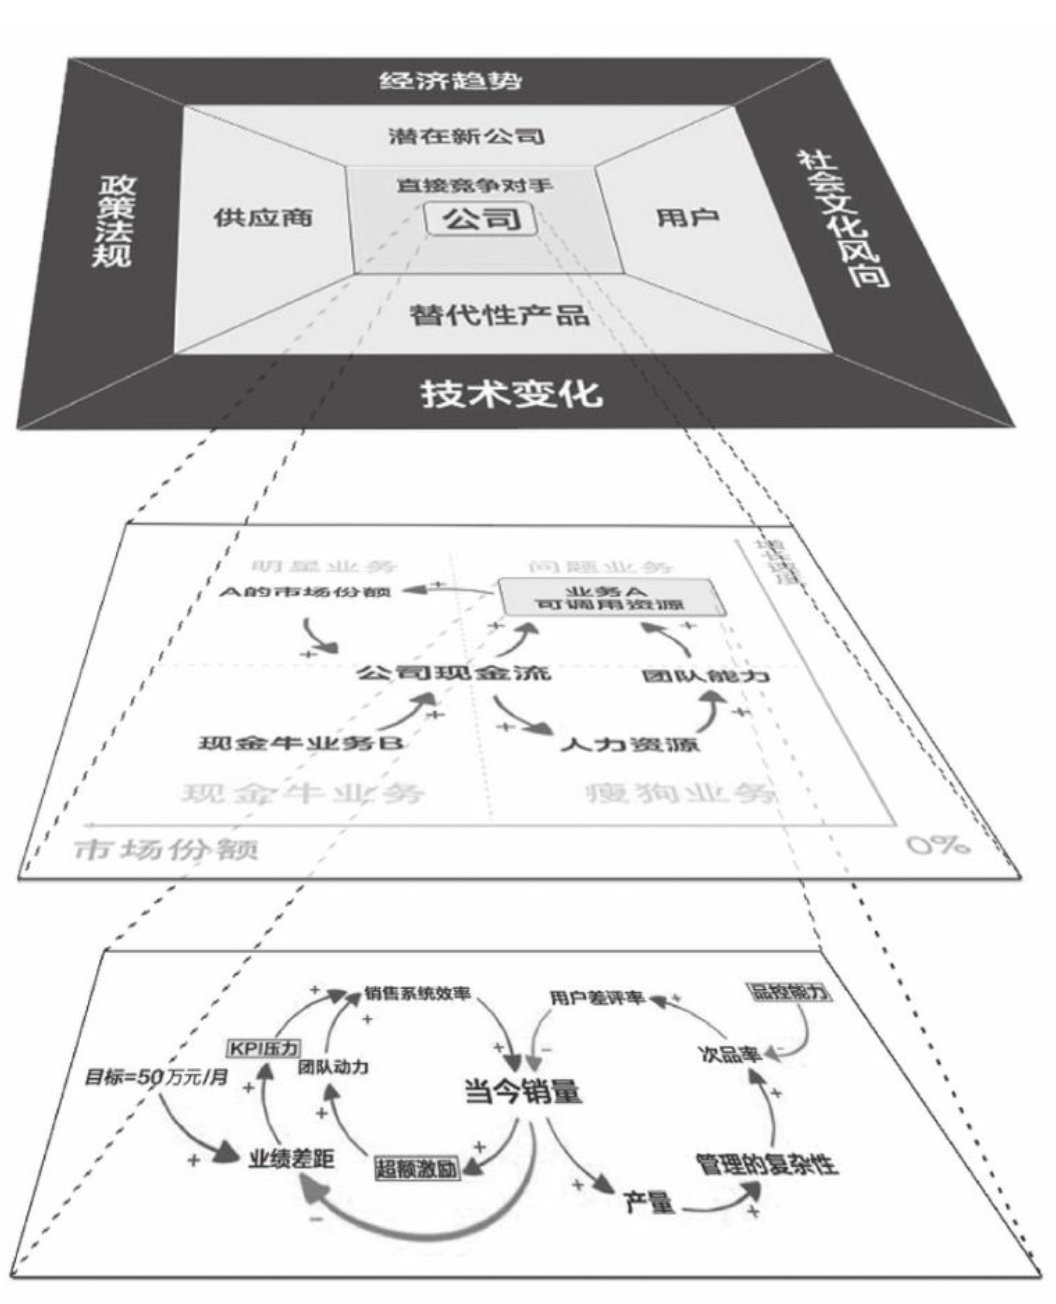 经济趋势
潜在新公司
直接竞争对手
公司
政策法规
供应商
用户
社会文化风向
替代性产品
技术变化
明星业务
问题业务
增长速度
A的市场份额
+
业务A
可调用资源
+
+
+
公司现金流
团队能力
+
+
+
现金牛业务B
人力资源
现金牛业务
瘦狗业务
市场份额
0%
+
销售系统效率
用户差评率
+
品控能力
+
KPI压力
团队动力
+
-
次品率
-
目标=50万元/月
+
当今销量
+
+
+
业绩差距
超额激励
+
管理的复杂性
+
+
产量
+
-